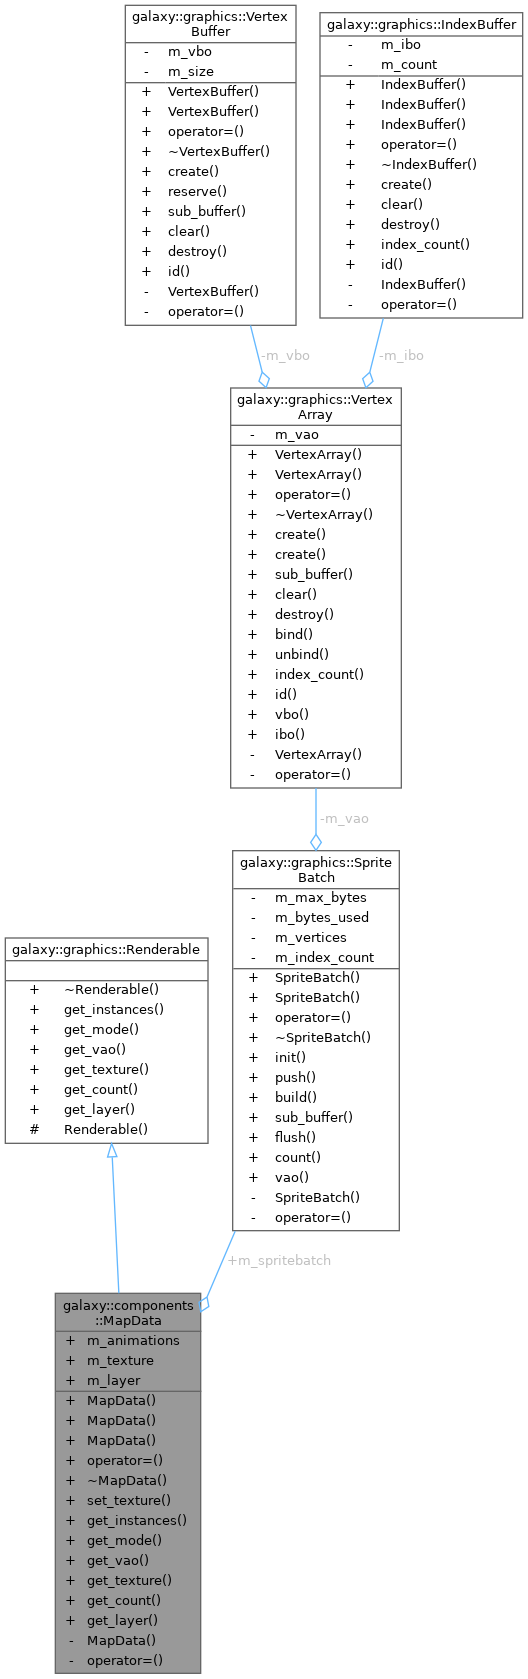 galaxy::graphics::Vertex
Buffer
- m_vbo
- m_size
+ VertexBuffer()
+ VertexBuffer()
+ operator=()
+ ~VertexBuffer()
+ create()
+ reserve()
+ sub_buffer()
+ clear()
+ destroy()
+ id()
- VertexBuffer()
- operator=()
galaxy::graphics::IndexBuffer
- m_ibo
- m_count
+ IndexBuffer()
+ IndexBuffer()
+ IndexBuffer()
+ operator=()
+ ~IndexBuffer()
+ create()
+ clear()
+ destroy()
+ index_count()
+ id()
- IndexBuffer()
- operator=()
-m_vbo
-m_ibo
galaxy::graphics::Vertex
Array
- m_vao
+ VertexArray()
+ VertexArray()
+ operator=()
+ ~VertexArray()
+ create()
+ create()
+ sub_buffer()
+ clear()
+ destroy()
+ bind()
+ unbind()
+ index_count()
+ id()
+ vbo()
+ ibo()
- VertexArray()
- operator=()
-m_vao
galaxy::graphics::Sprite
Batch
- m_max_bytes
- m_bytes_used
- m_vertices
- m_index_count
+ SpriteBatch()
+ SpriteBatch()
+ operator=()
+ ~SpriteBatch()
+ init()
+ push()
+ build()
+ sub_buffer()
+ flush()
+ count()
+ vao()
- SpriteBatch()
- operator=()
galaxy::graphics::Renderable
+ ~Renderable()
+ get_instances()
+ get_mode()
+ get_vao()
+ get_texture()
+ get_count()
+ get_layer()
# Renderable()
+m_spritebatch
galaxy::components
::MapData
+ m_animations
+ m_texture
+ m_layer
+ MapData()
+ MapData()
+ MapData()
+ operator=()
+ ~MapData()
+ set_texture()
+ get_instances()
+ get_mode()
+ get_vao()
+ get_texture()
+ get_count()
+ get_layer()
- MapData()
- operator=()